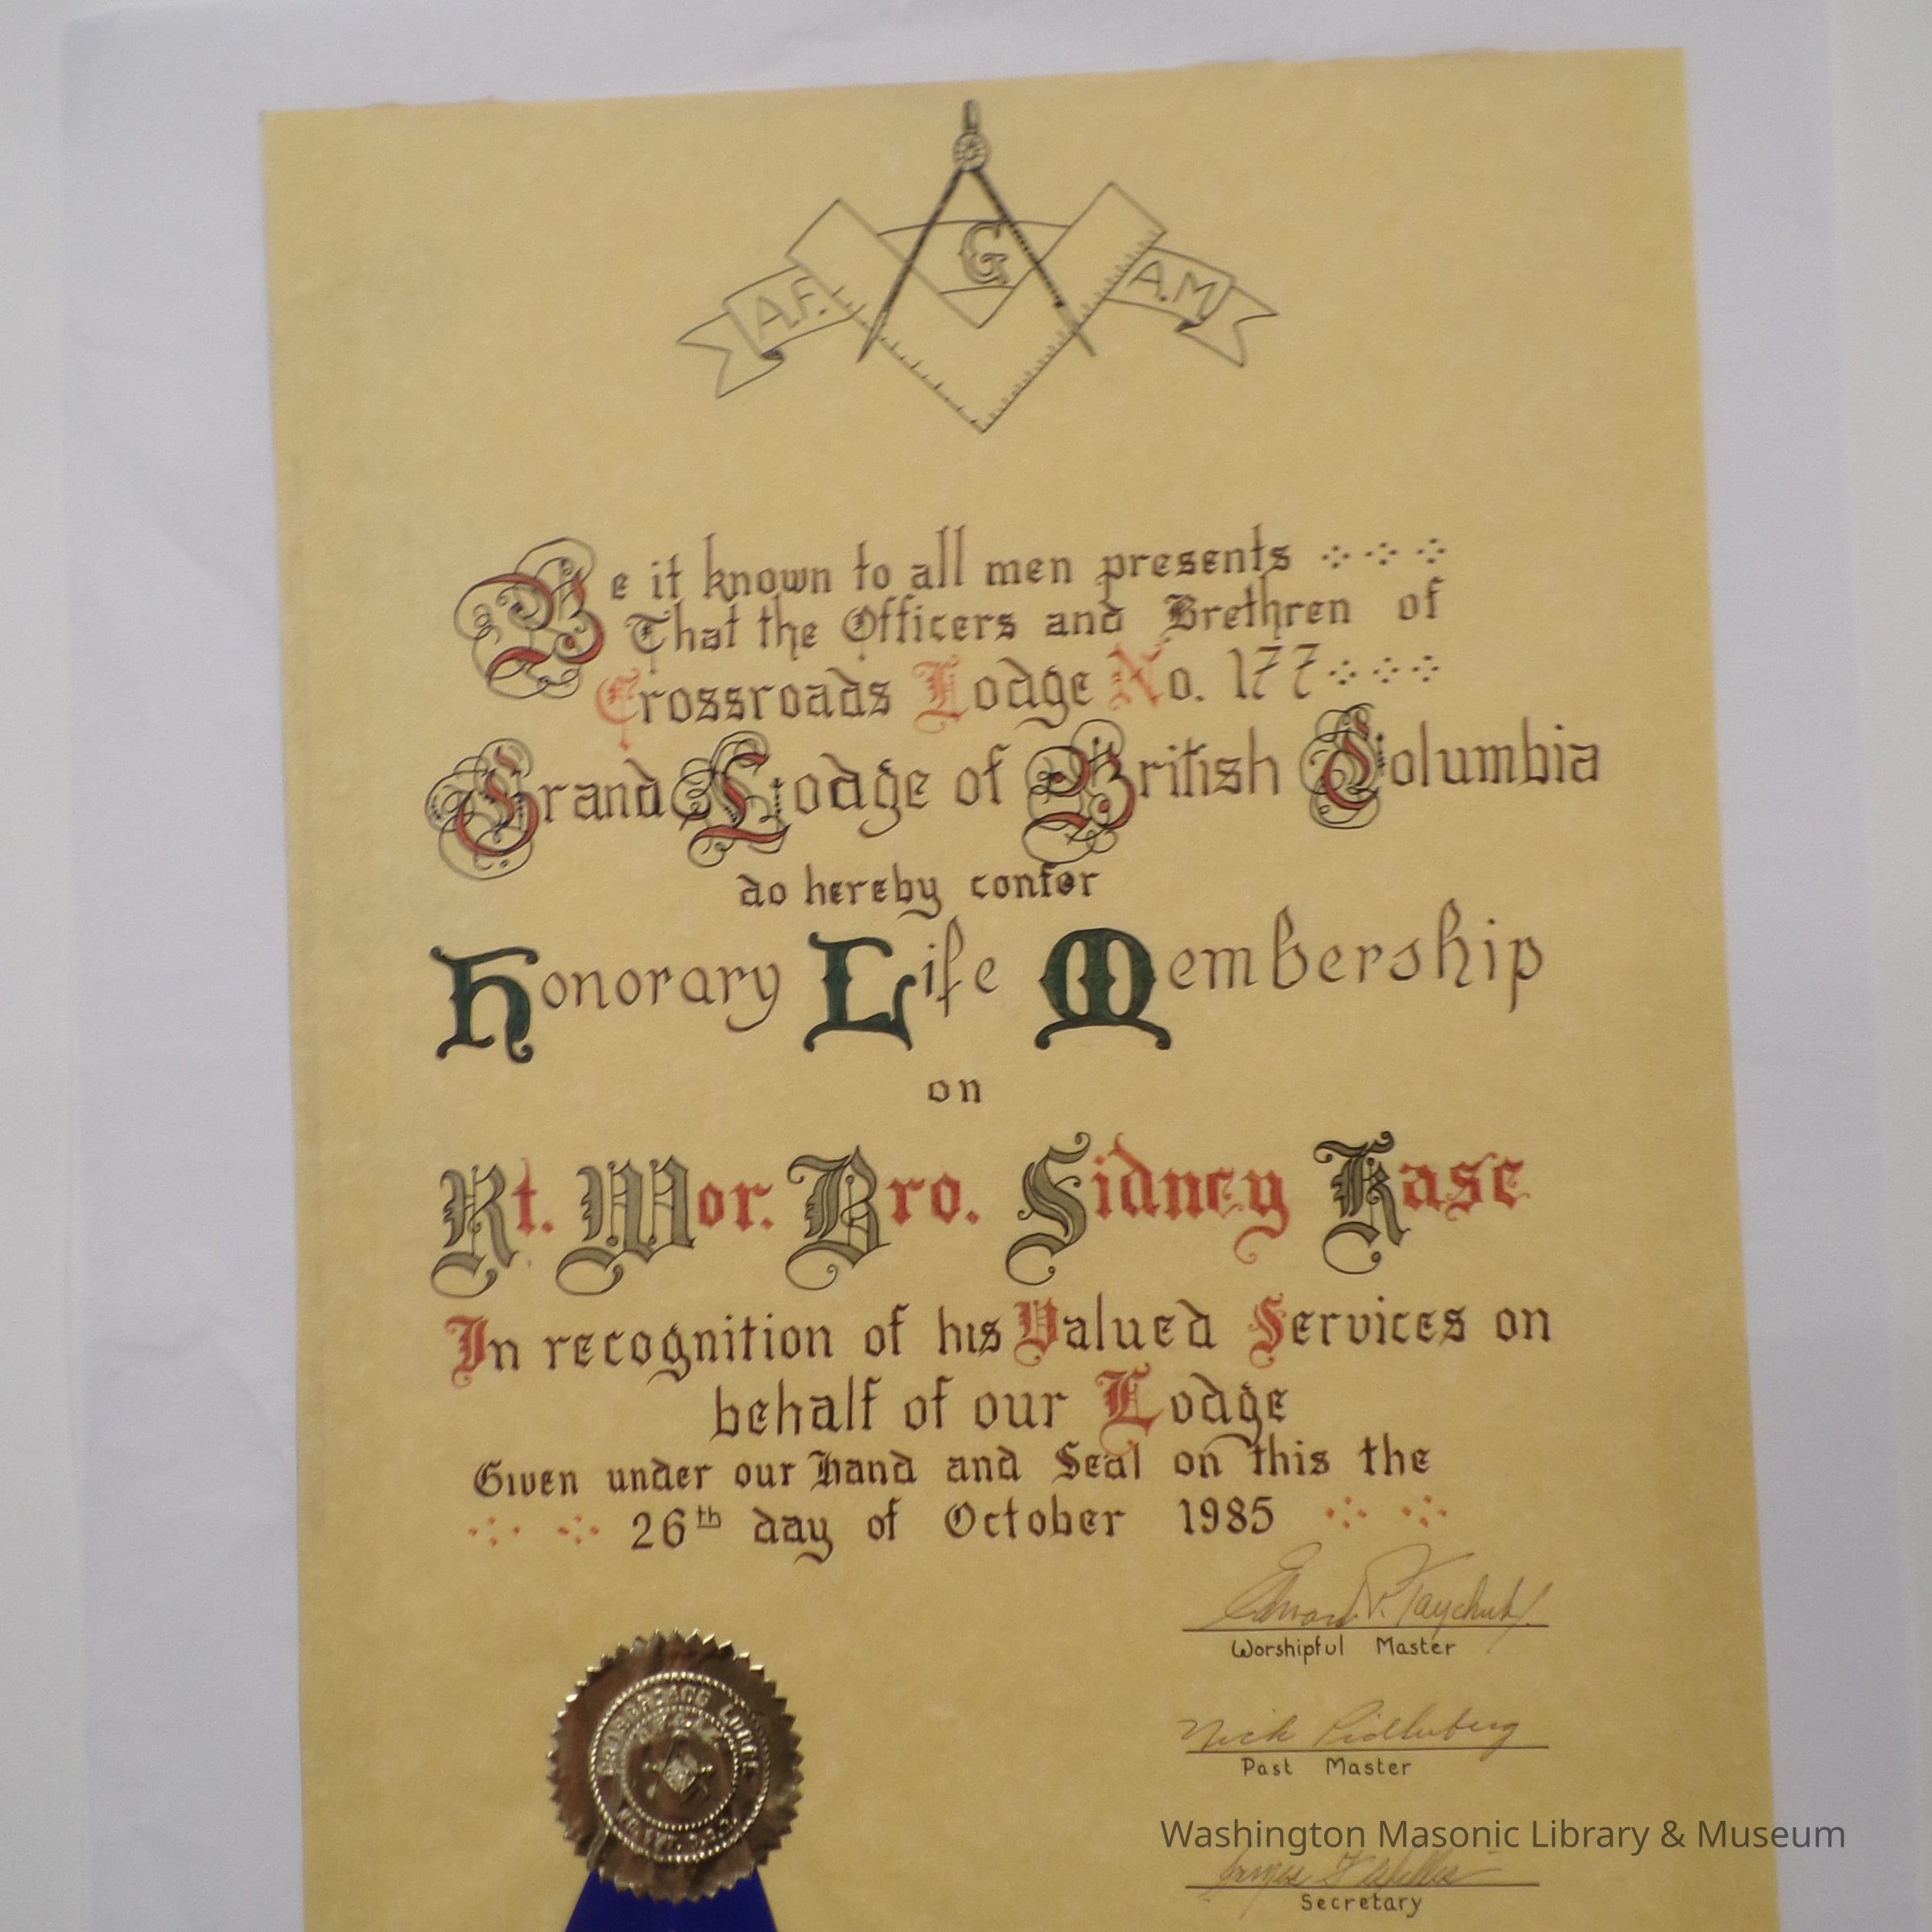 A.F. G A.M
Be it known to all men presents
That the Officers and Brethren of
Crossroads Lodge No. 177
Grand Lodge of British Columbia
do hereby confer
Honorary Life Membership
on
Rt. Wor. Bro. Sidney Kase
In recognition of his Valued Services on
behalf of our Lodge
Given under our Hand and Seal on this the
26th day of October 1985
Worshipful Master
Nick
Past Master
Washington Masonic Library & Museum
James
Secretary